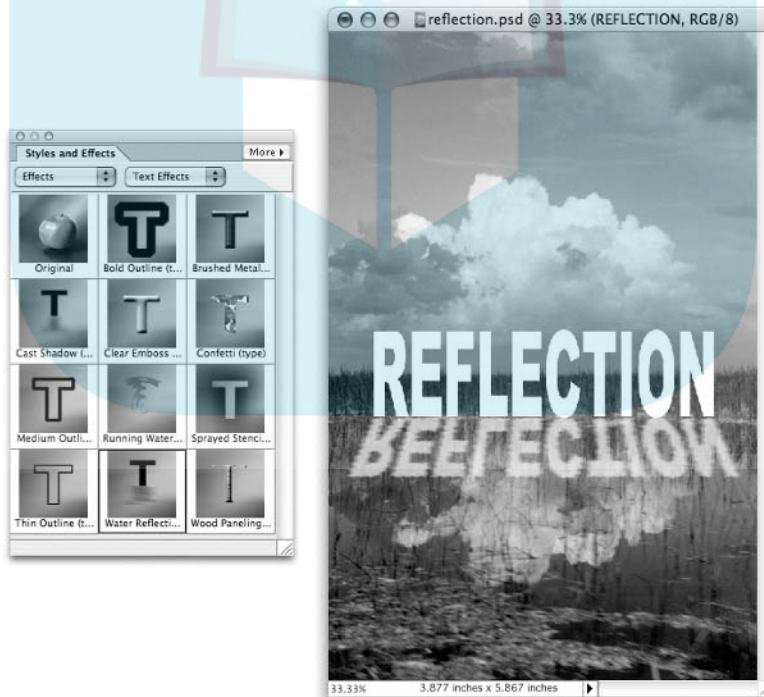 reflection.psd @ 33.3% (REFLECTION, RGB/8)
Styles and Effects
More
Effects
Text Effects
Original
Bold Outline (t...
Brushed Metal...
Cast Shadow (...
Clear Emboss ...
Confetti (type)
Medium Outli...
Running Water...
Sprayed Stenci...
Thin Outline (t...
Water Reflecti...
Wood Paneling...
REFLECTION
REFLECTION
33.33%
3.877 inches x 5.867 inches